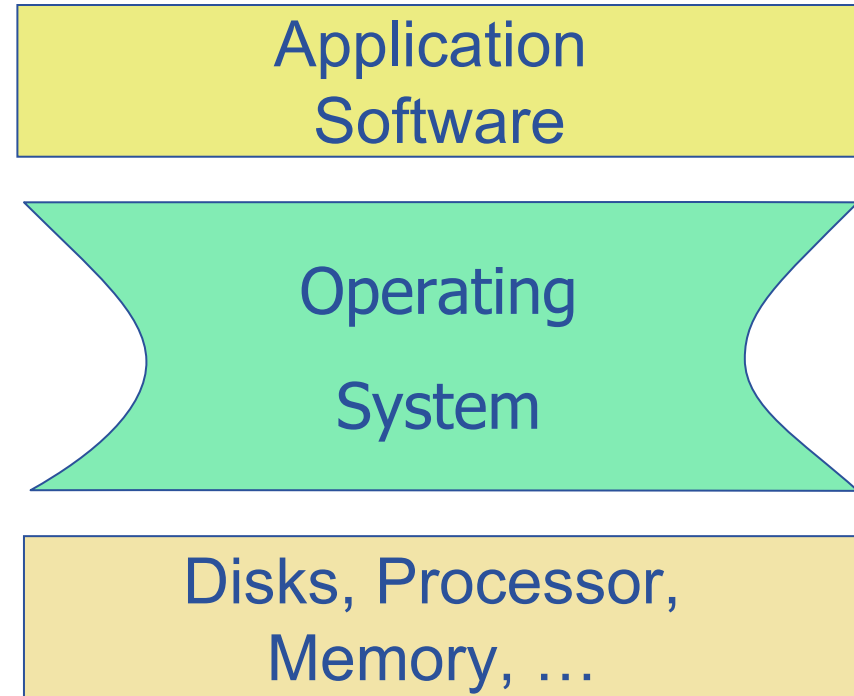 Application
Software
Operating
System
Disks, Processor,
Memory, …